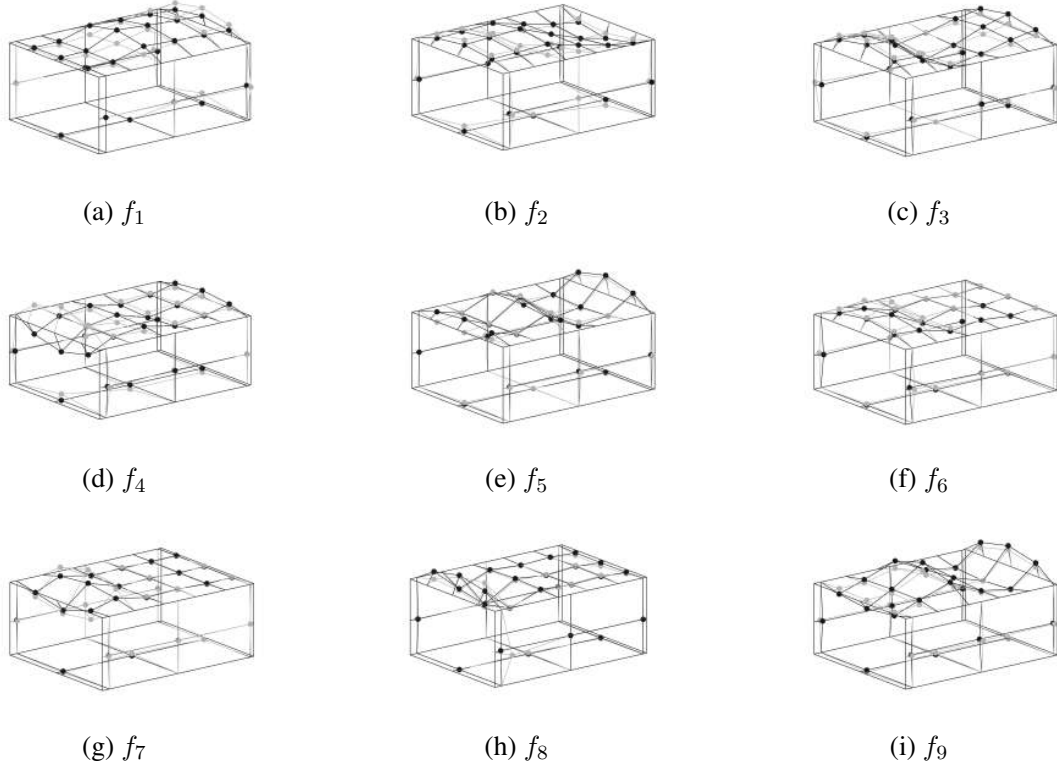 (a) f₁ (b) f₂ (c) f₃
(d) f₄ (e) f₅ (f) f₆
(g) f₇ (h) f₈ (i) f₉